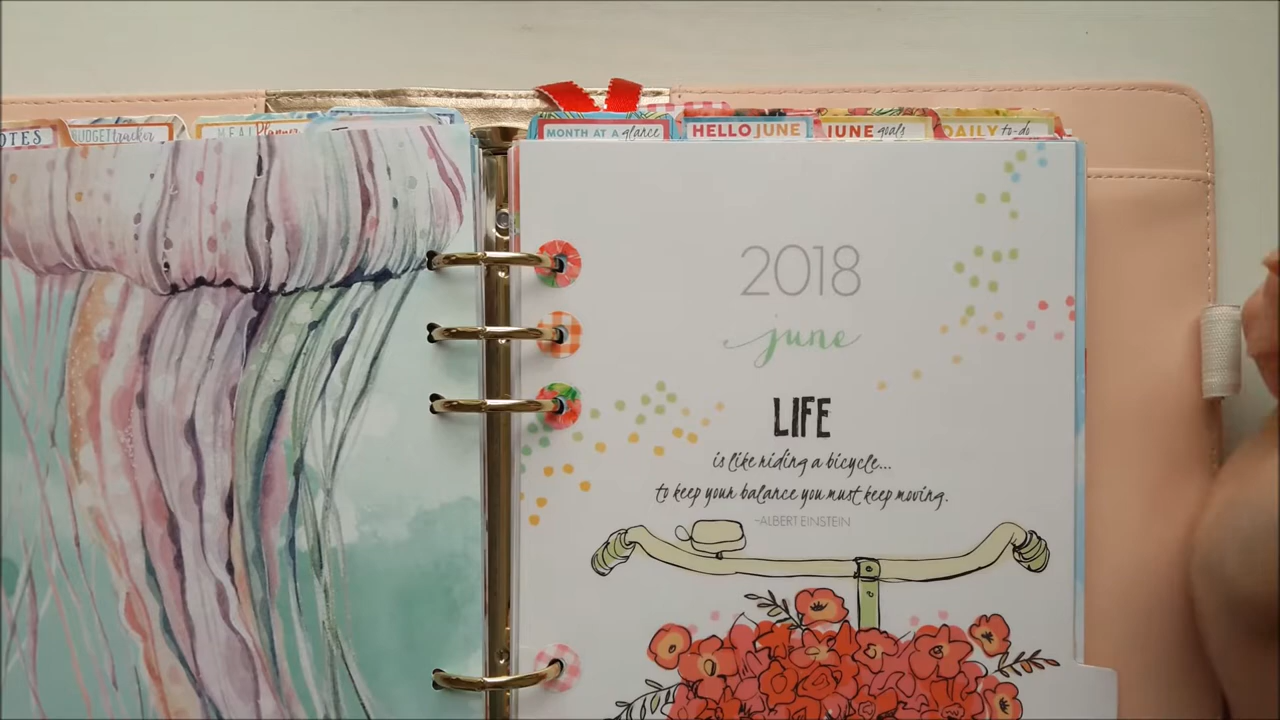 OTES
BUDGET tracker
MEAL Planner
MONTH AT A glance
HELLO JUNE
JUNE goals
DAILY to-do
2018
june
LIFE
is like riding a bicycle...
to keep your balance you must keep moving.
-ALBERT EINSTEIN